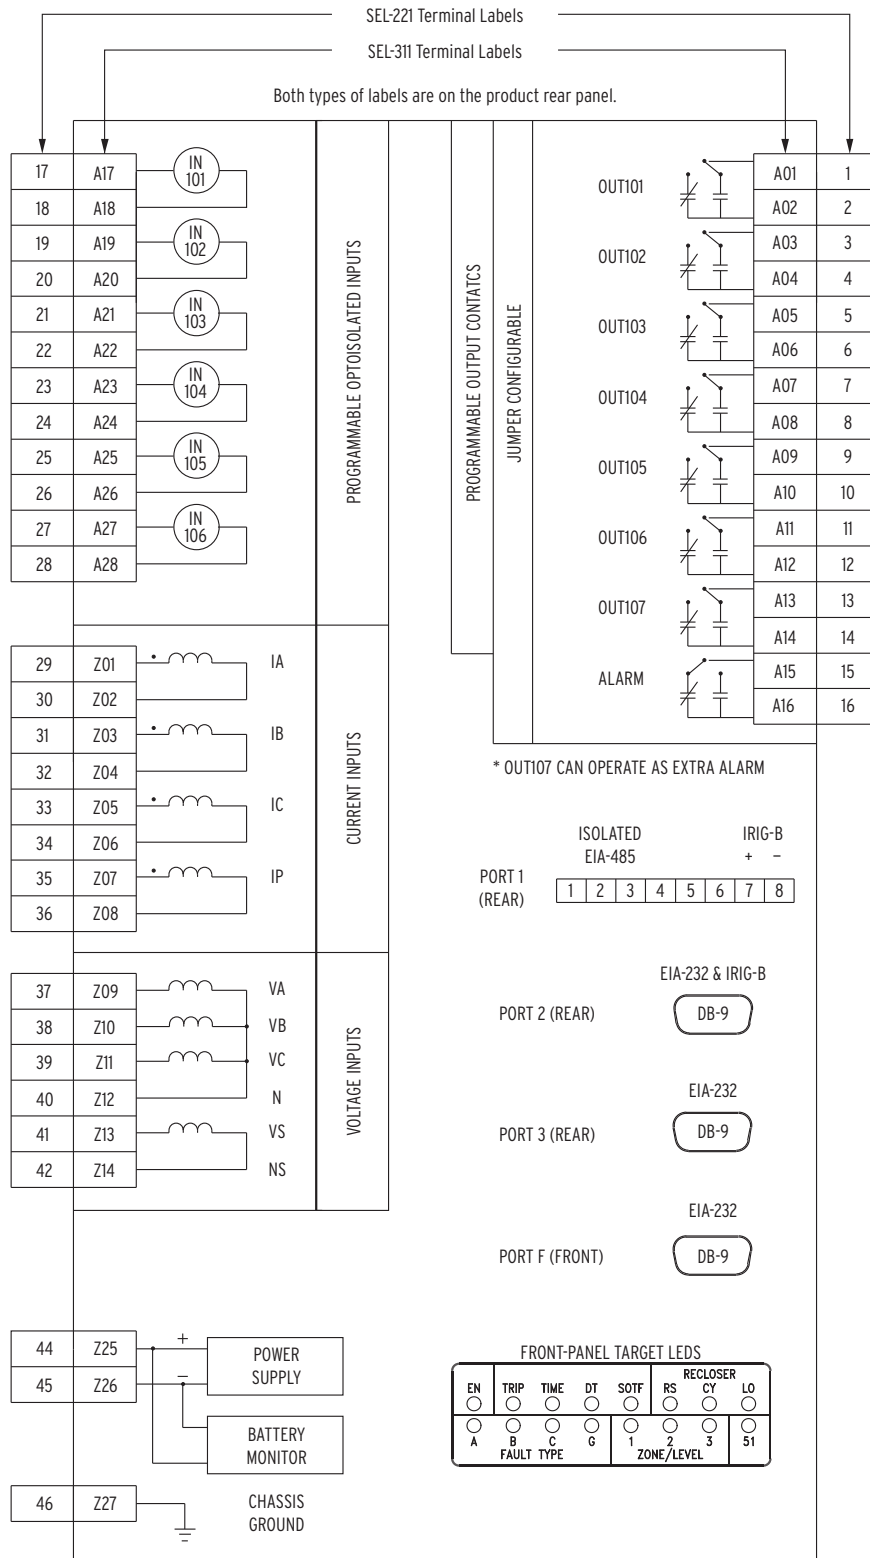 SEL-221 Terminal Labels
SEL-311 Terminal Labels
Both types of labels are on the product rear panel.
17 A17 IN 101
18 A18
19 A19 IN 102
20 A20
21 A21 IN 103
22 A22
23 A23 IN 104
24 A24
25 A25 IN 105
26 A26
27 A27 IN 106
28 A28
PROGRAMMABLE OPTOISOLATED INPUTS
29 Z01 IA
30 Z02
31 Z03 IB
32 Z04
33 Z05 IC
34 Z06
35 Z07 IP
36 Z08
CURRENT INPUTS
37 Z09 VA
38 Z10 VB
39 Z11 VC
40 Z12 N
41 Z13 VS
42 Z14 NS
VOLTAGE INPUTS
44 Z25 + POWER SUPPLY
45 Z26 −
BATTERY MONITOR
46 Z27 CHASSIS GROUND
PROGRAMMABLE OUTPUT CONTATCS
JUMPER CONFIGURABLE
OUT101 A01 1
A02 2
OUT102 A03 3
A04 4
OUT103 A05 5
A06 6
OUT104 A07 7
A08 8
OUT105 A09 9
A10 10
OUT106 A11 11
A12 12
OUT107 A13 13
A14 14
ALARM A15 15
A16 16
* OUT107 CAN OPERATE AS EXTRA ALARM
ISOLATED IRIG-B
EIA-485 + −
PORT 1 (REAR) 1 2 3 4 5 6 7 8
EIA-232 & IRIG-B
PORT 2 (REAR) DB-9
EIA-232
PORT 3 (REAR) DB-9
EIA-232
PORT F (FRONT) DB-9
FRONT-PANEL TARGET LEDS
RECLOSER
EN TRIP TIME DT SOTF RS CY LO
A B C G 1 2 3 51
FAULT TYPE ZONE/LEVEL